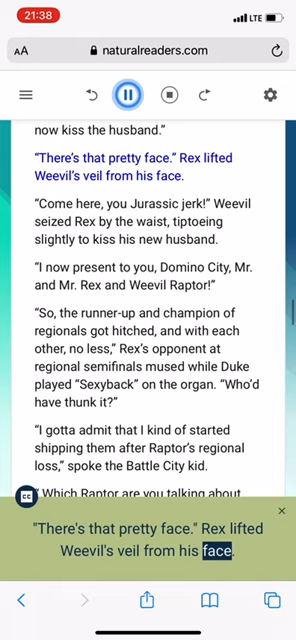 21:38
LTE
AA naturalreaders.com
now kiss the husband.”
“There’s that pretty face.” Rex lifted
Weevil’s veil from his face.
“Come here, you Jurassic jerk!” Weevil
seized Rex by the waist, tiptoeing
slightly to kiss his new husband.
“I now present to you, Domino City, Mr.
and Mr. Rex and Weevil Raptor!”
“So, the runner-up and champion of
regionals got hitched, and with each
other, no less,” Rex’s opponent at
regional semifinals mused while Duke
played “Sexyback” on the organ. “Who’d
have thunk it?”
“I gotta admit that I kind of started
shipping them after Raptor’s regional
loss,” spoke the Battle City kid.
“Which Raptor are you talking about
CC
"There's that pretty face." Rex lifted
Weevil's veil from his face.